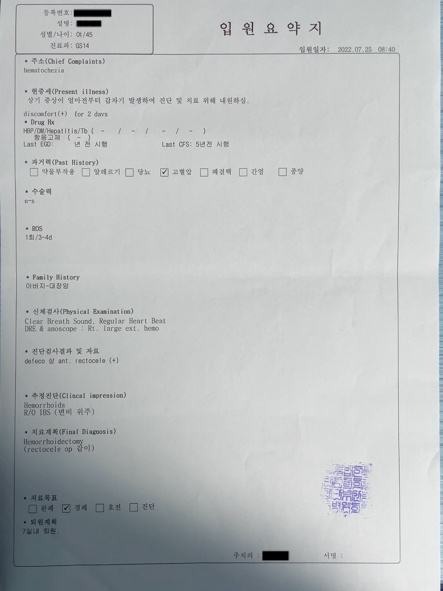 등록번호:
성명:
성별/나이: 여/45
진료과: GS14
입원요약지
입원일자: 2022.07.25 08:40
* 주소(Chief Complaints)
hematochezia
* 현증세(Present illness)
상기 증상이 얼마전부터 갑자기 발생하여 진단 및 치료 위해 내원하심.
discomfort(+) for 2 days
* Drug Hx
HBP/DM/Hepatitis/Tb ( - / - / - / - )
항응고제 ( - )
Last EGD: 년 전 시행 Last CFS: 5년전 시행
* 과거력(Past History)
약물부작용 알레르기 당뇨 고혈압 폐결핵 간염 종양
* 수술력
n-s
* ROS
1회/3-4d
* Family History
아버지-대장암
* 신체검사(Physical Examination)
Clear Breath Sound, Regular Heart Beat
DRE & anoscope : Rt. large ext. hemo
* 진단검사결과 및 자료
defeco 상 ant. rectocele (+)
* 추정진단(Clincal impression)
Hemorrhoids
R/O IBS (변비 위주)
* 치료계획(Final Diagnosis)
Hemorrhoidectomy
(rectocele op 같이)
* 치료목표
완쾌 경쾌 호전 진단
* 퇴원계획
7일내 퇴원.
주치의 : 서명 :